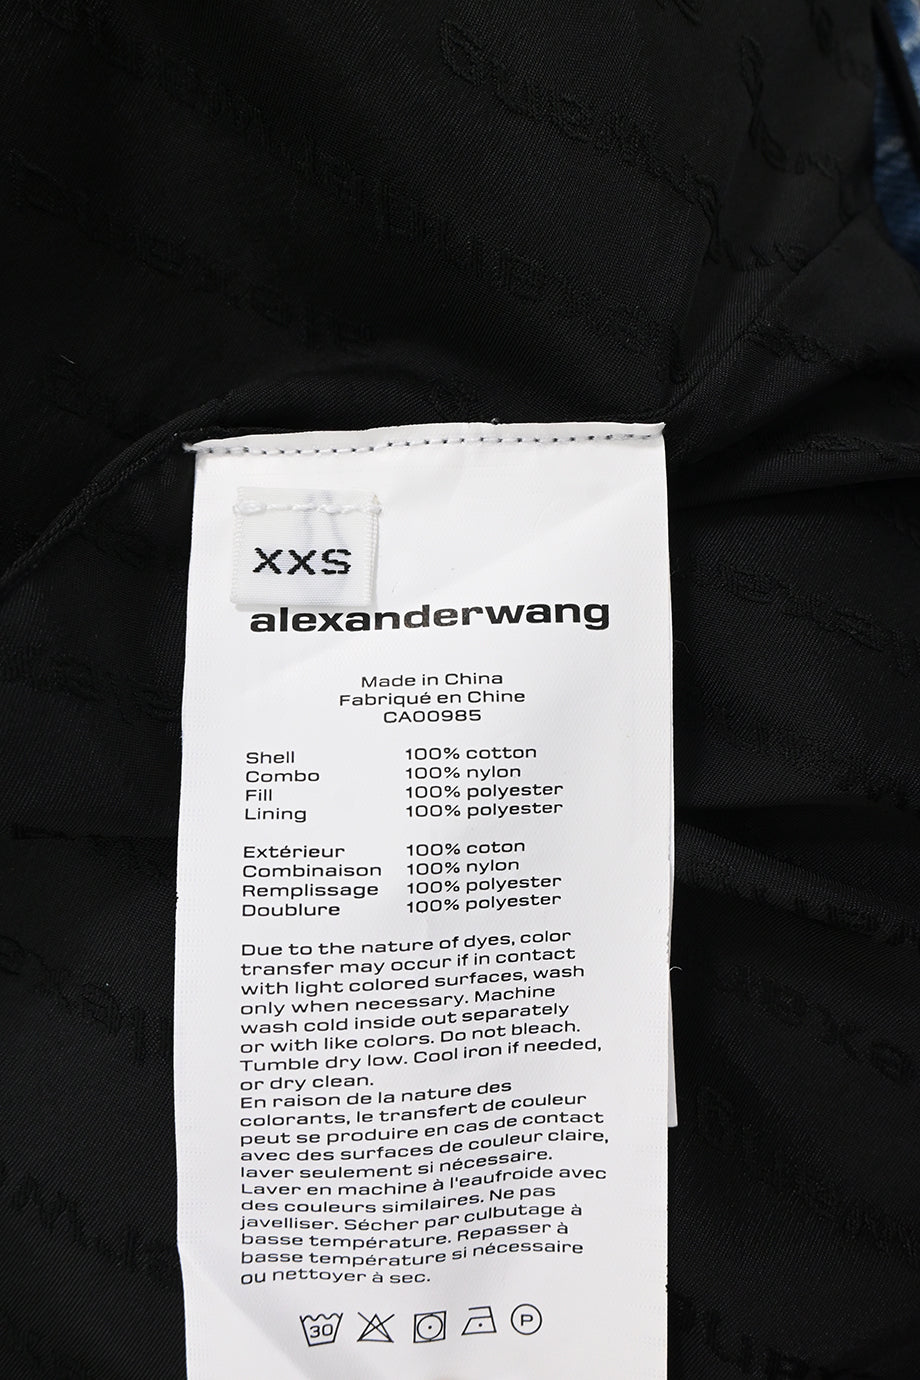 XXS
alexanderwang
Made in China
Fabriqué en Chine
CA00985
Shell 100% cotton
Combo 100% nylon
Fill 100% polyester
Lining 100% polyester
Extérieur 100% coton
Combinaison 100% nylon
Remplissage 100% polyester
Doublure 100% polyester
Due to the nature of dyes, color
transfer may occur if in contact
with light colored surfaces, wash
only when necessary. Machine
wash cold inside out separately
or with like colors. Do not bleach.
Tumble dry low. Cool iron if needed,
or dry clean.
En raison de la nature des
colorants, le transfert de couleur
peut se produire en cas de contact
avec des surfaces de couleur claire,
laver seulement si nécessaire.
Laver en machine à l'eaufroide avec
des couleurs similaires. Ne pas
javelliser. Sécher par culbutage à
basse température. Repasser à
basse température si nécessaire
ou nettoyer à sec.
30 P